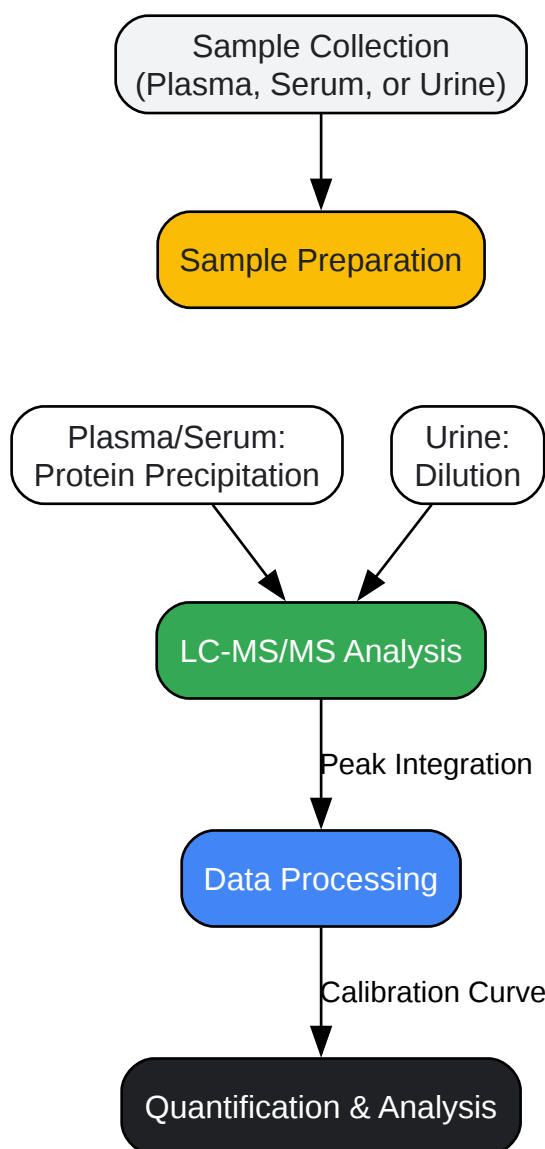 Sample Collection
(Plasma, Serum, or Urine)
Sample Preparation
Plasma/Serum:
Protein Precipitation
Urine:
Dilution
LC-MS/MS Analysis
Peak Integration
Data Processing
Calibration Curve
Quantification & Analysis